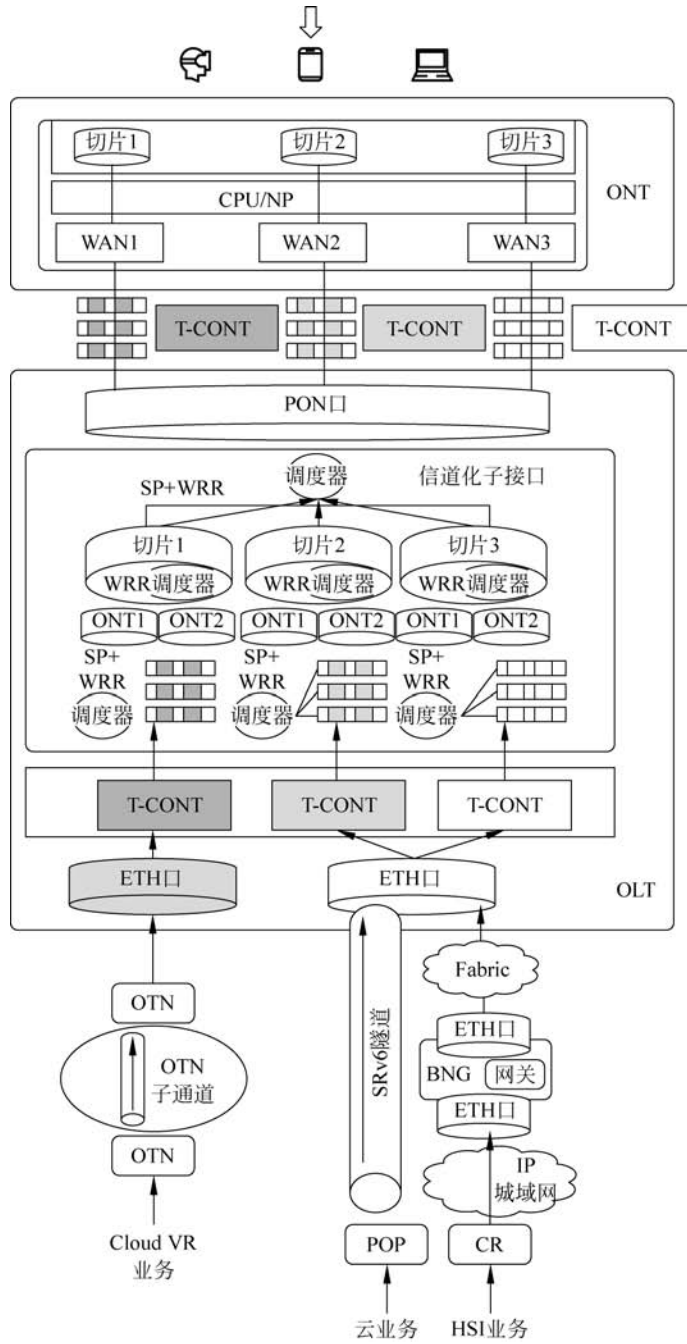 切片1
切片2
切片3
CPU/NP
ONT
WAN1
WAN2
WAN3
T-CONT
T-CONT
T-CONT
PON口
调度器
信道化子接口
SP+WRR
切片1
切片2
切片3
WRR调度器
WRR调度器
WRR调度器
ONT1
ONT2
ONT1
ONT2
ONT1
ONT2
SP+
WRR
调度器
SP+
WRR
调度器
SP+
WRR
调度器
T-CONT
T-CONT
T-CONT
ETH口
ETH口
OLT
Fabric
OTN
SRv6隧道
ETH口
OTN
子通道
BNG
网关
ETH口
OTN
IP
城域网
Cloud VR
业务
POP
CR
云业务
HSI业务